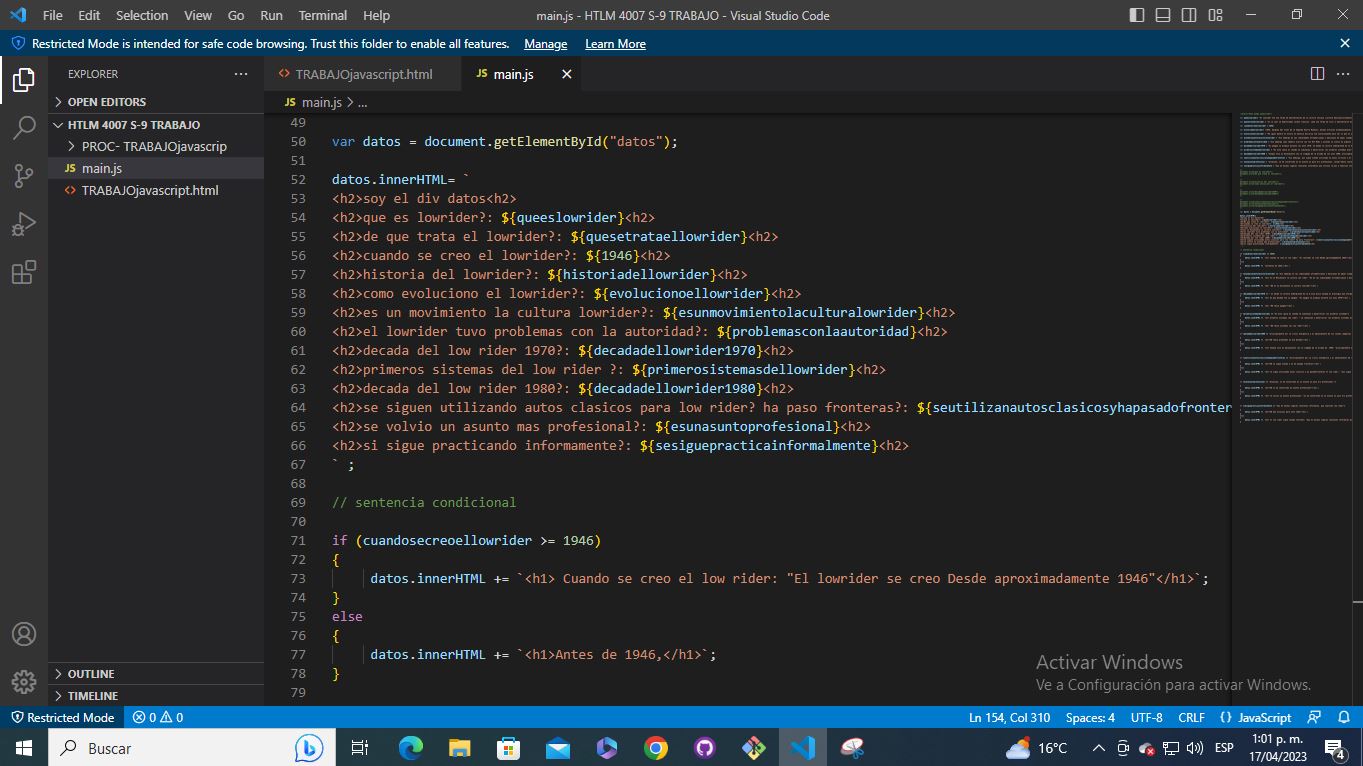 File Edit Selection View Go Run Terminal Help main.js - HTLM 4007 S-9 TRABAJO - Visual Studio Code
Restricted Mode is intended for safe code browsing. Trust this folder to enable all features. Manage Learn More
EXPLORER
OPEN EDITORS
HTLM 4007 S-9 TRABAJO
PROC- TRABAJOjavascrip
JS main.js
<> TRABAJOjavascript.html
OUTLINE
TIMELINE
<> TRABAJOjavascript.html JS main.js
JS main.js > ...
49
50 var datos = document.getElementById("datos");
51
52 datos.innerHTML= `
53 <h2>soy el div datos<h2>
54 <h2>que es lowrider?: ${queeslowrider}<h2>
55 <h2>de que trata el lowrider?: ${quesetrataellowrider}<h2>
56 <h2>cuando se creo el lowrider?: ${1946}<h2>
57 <h2>historia del lowrider?: ${historiadellowrider}<h2>
58 <h2>como evoluciono el lowrider?: ${evolucionoellowrider}<h2>
59 <h2>es un movimiento la cultura lowrider?: ${esunmovimientolaculturalowrider}<h2>
60 <h2>el lowrider tuvo problemas con la autoridad?: ${problemasconlaautoridad}<h2>
61 <h2>decada del low rider 1970?: ${decadadellowrider1970}<h2>
62 <h2>primeros sistemas del low rider ?: ${primerosistemasdellowrider}<h2>
63 <h2>decada del low rider 1980?: ${decadadellowrider1980}<h2>
64 <h2>se siguen utilizando autos clasicos para low rider? ha paso fronteras?: ${seutilizanautosclasicosyhapasadofronter
65 <h2>se volvio un asunto mas profesional?: ${esunasuntoprofesional}<h2>
66 <h2>si sigue practicando informamente?: ${sesiguepracticainformalmente}<h2>
67 ` ;
68
69 // sentencia condicional
70
71 if (cuandosecreoellowrider >= 1946)
72 {
73 datos.innerHTML += `<h1> Cuando se creo el low rider: "El lowrider se creo Desde aproximadamente 1946"</h1>`;
74 }
75 else
76 {
77 datos.innerHTML += `<h1>Antes de 1946,</h1>`;
78 }
79
Activar Windows
Ve a Configuración para activar Windows.
Restricted Mode 0 0 Ln 154, Col 310 Spaces: 4 UTF-8 CRLF {} JavaScript
Buscar 16°C ESP 1:01 p. m.
17/04/2023 4